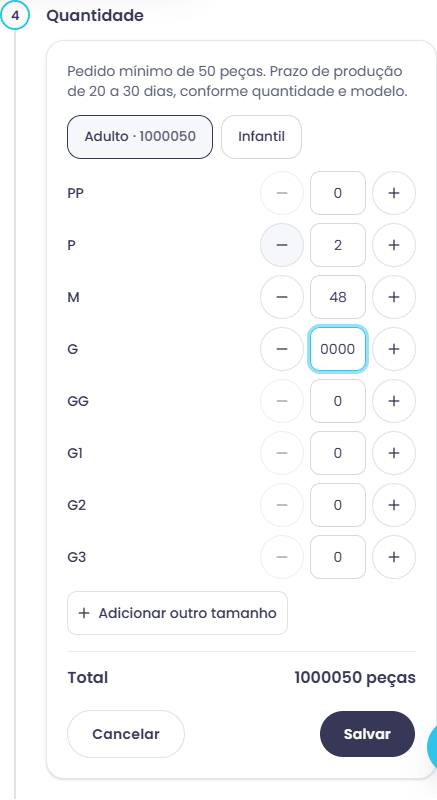 4 Quantidade
Pedido mínimo de 50 peças. Prazo de produção
de 20 a 30 dias, conforme quantidade e modelo.
Adulto · 1000050 Infantil
PP − 0 +
P − 2 +
M − 48 +
G − 0000 +
GG − 0 +
G1 − 0 +
G2 − 0 +
G3 − 0 +
+ Adicionar outro tamanho
Total 1000050 peças
Cancelar Salvar